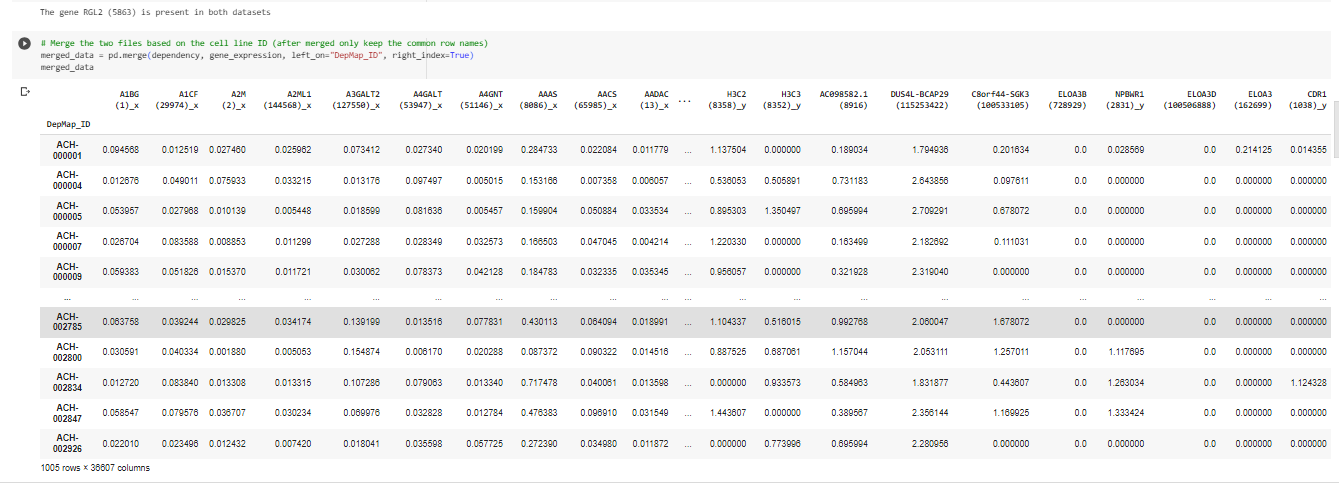 The gene RGL2 (5863) is present in both datasets
# Merge the two files based on the cell line ID (after merged only keep the common row names)
merged_data = pd.merge(dependency, gene_expression, left_on="DepMap_ID", right_index=True)
merged_data
A1BG (1)_x A1CF (29974)_x A2M (2)_x A2ML1 (144568)_x A3GALT2 (127550)_x A4GALT (53947)_x A4GNT (51146)_x AAAS (8086)_x AACS (65985)_x AADAC (13)_x ... H3C2 (8358)_y H3C3 (8352)_y AC098582.1 (8916) DUS4L-BCAP29 (115253422) C8orf44-SGK3 (100533105) ELOA3B (728929) NPBWR1 (2831)_y ELOA3D (100506888) ELOA3 (162699) CDR1 (1038)_y
DepMap_ID
ACH-000001 0.094568 0.012519 0.027460 0.025962 0.073412 0.027340 0.020199 0.284733 0.022084 0.011779 ... 1.137504 0.000000 0.189034 1.794936 0.201634 0.0 0.028569 0.0 0.214125 0.014355
ACH-000004 0.012676 0.049011 0.075933 0.033215 0.013176 0.097497 0.005015 0.153166 0.007358 0.006057 ... 0.536053 0.505891 0.731183 2.643856 0.097611 0.0 0.000000 0.0 0.000000 0.000000
ACH-000005 0.053957 0.027968 0.010139 0.005448 0.018599 0.081636 0.005457 0.159904 0.050884 0.033534 ... 0.895303 1.350497 0.695994 2.709291 0.678072 0.0 0.000000 0.0 0.000000 0.000000
ACH-000007 0.026704 0.083588 0.008853 0.011299 0.027288 0.028349 0.032573 0.166503 0.047045 0.004214 ... 1.220330 0.000000 0.163499 2.182692 0.111031 0.0 0.000000 0.0 0.000000 0.000000
ACH-000009 0.059383 0.051826 0.015370 0.011721 0.030062 0.078373 0.042128 0.184783 0.032335 0.035345 ... 0.956057 0.000000 0.321928 2.319040 0.000000 0.0 0.000000 0.0 0.000000 0.000000
... ... ... ... ... ... ... ... ... ... ... ... ... ... ... ... ... ... ... ... ... ...
ACH-002785 0.063758 0.039244 0.029825 0.034174 0.139199 0.013516 0.077831 0.430113 0.064094 0.018991 ... 1.104337 0.516015 0.992768 2.060047 1.678072 0.0 0.000000 0.0 0.000000 0.000000
ACH-002800 0.030591 0.040334 0.001880 0.005053 0.154874 0.006170 0.020288 0.087372 0.090322 0.014516 ... 0.887525 0.687061 1.157044 2.053111 1.257011 0.0 1.117695 0.0 0.000000 0.000000
ACH-002834 0.012720 0.083840 0.013308 0.013315 0.107286 0.079063 0.013340 0.717478 0.040061 0.013598 ... 0.000000 0.933573 0.584963 1.831877 0.443607 0.0 1.263034 0.0 0.000000 1.124328
ACH-002847 0.058547 0.079576 0.036707 0.030234 0.069976 0.032828 0.012784 0.476383 0.096910 0.031549 ... 1.443607 0.000000 0.389567 2.356144 1.169925 0.0 1.333424 0.0 0.000000 0.000000
ACH-002926 0.022010 0.023496 0.012432 0.007420 0.018041 0.035598 0.057725 0.272390 0.034980 0.011872 ... 0.000000 0.773996 0.695994 2.280956 0.000000 0.0 0.000000 0.0 0.000000 0.000000
1005 rows × 36607 columns